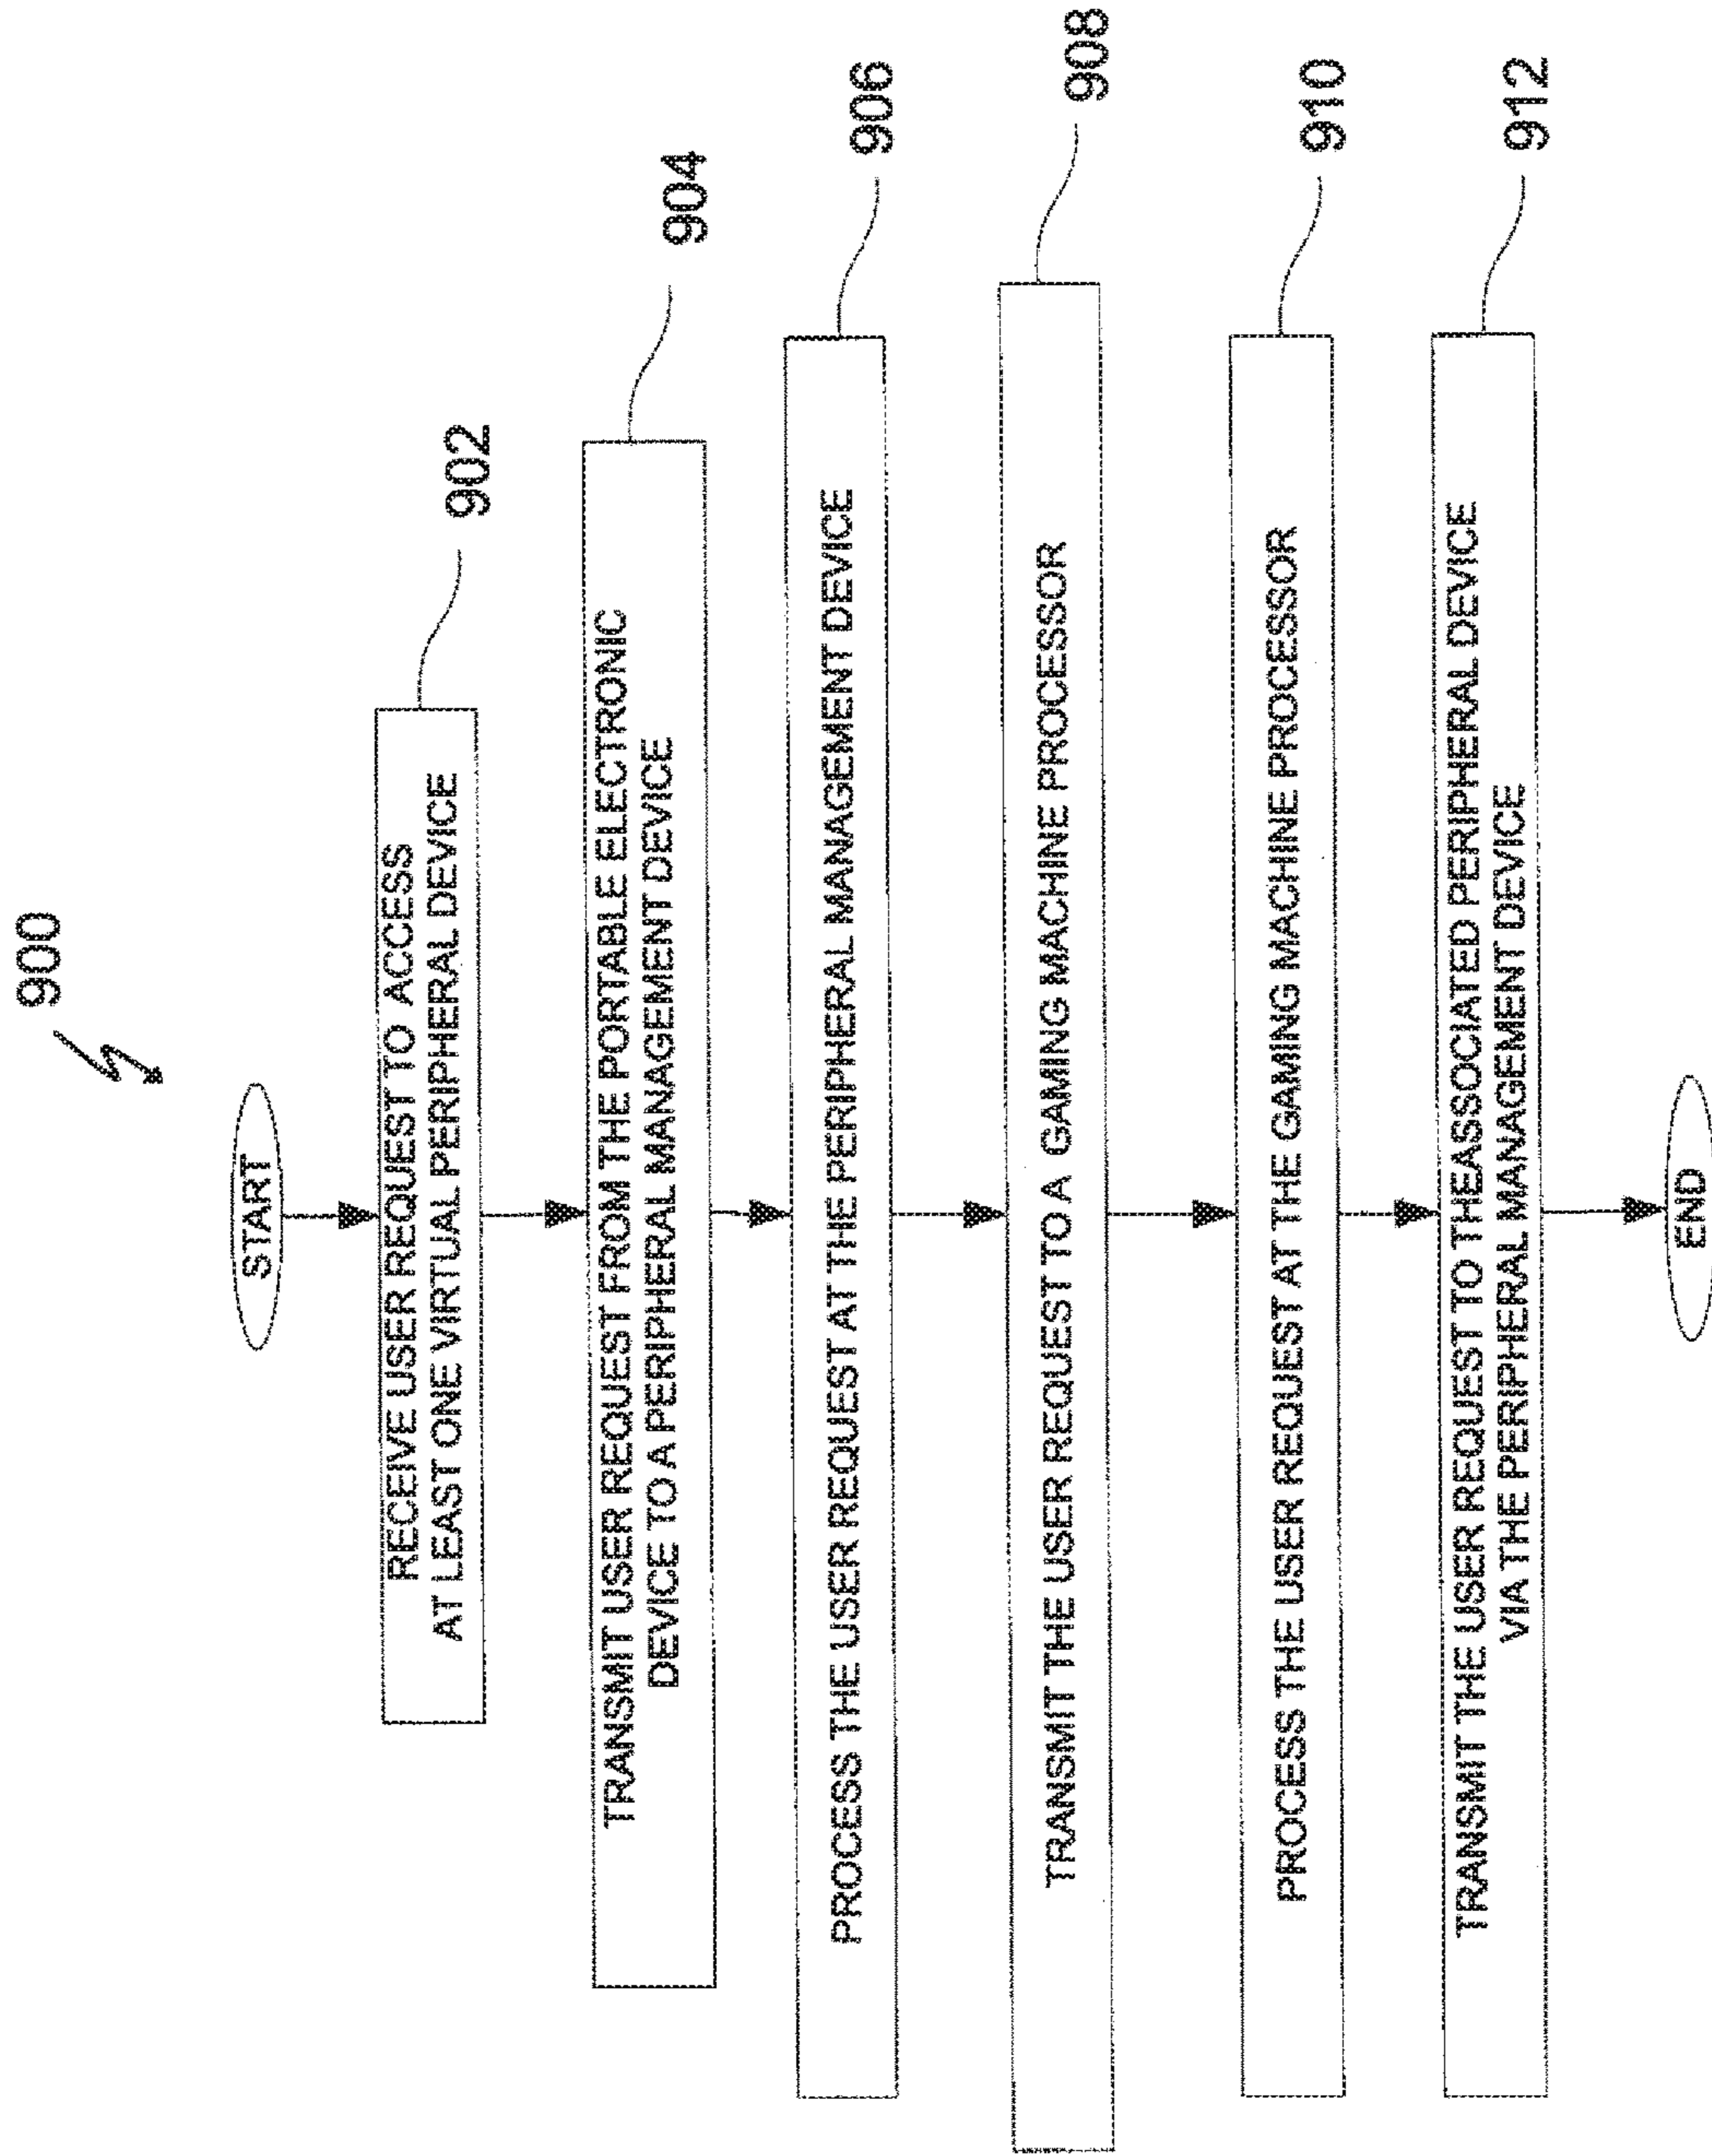 900
START
RECEIVE USER REQUEST TO ACCESS
AT LEAST ONE VIRTUAL PERIPHERAL DEVICE
902
TRANSMIT USER REQUEST FROM THE PORTABLE ELECTRONIC
DEVICE TO A PERIPHERAL MANAGEMENT DEVICE
904
PROCESS THE USER REQUEST AT THE PERIPHERAL MANAGEMENT DEVICE
906
TRANSMIT THE USER REQUEST TO A GAMING MACHINE PROCESSOR
908
PROCESS THE USER REQUEST AT THE GAMING MACHINE PROCESSOR
910
TRANSMIT THE USER REQUEST TO THEASSOCIATED PERIPHERAL DEVICE
VIA THE PERIPHERAL MANAGEMENT DEVICE
912
END